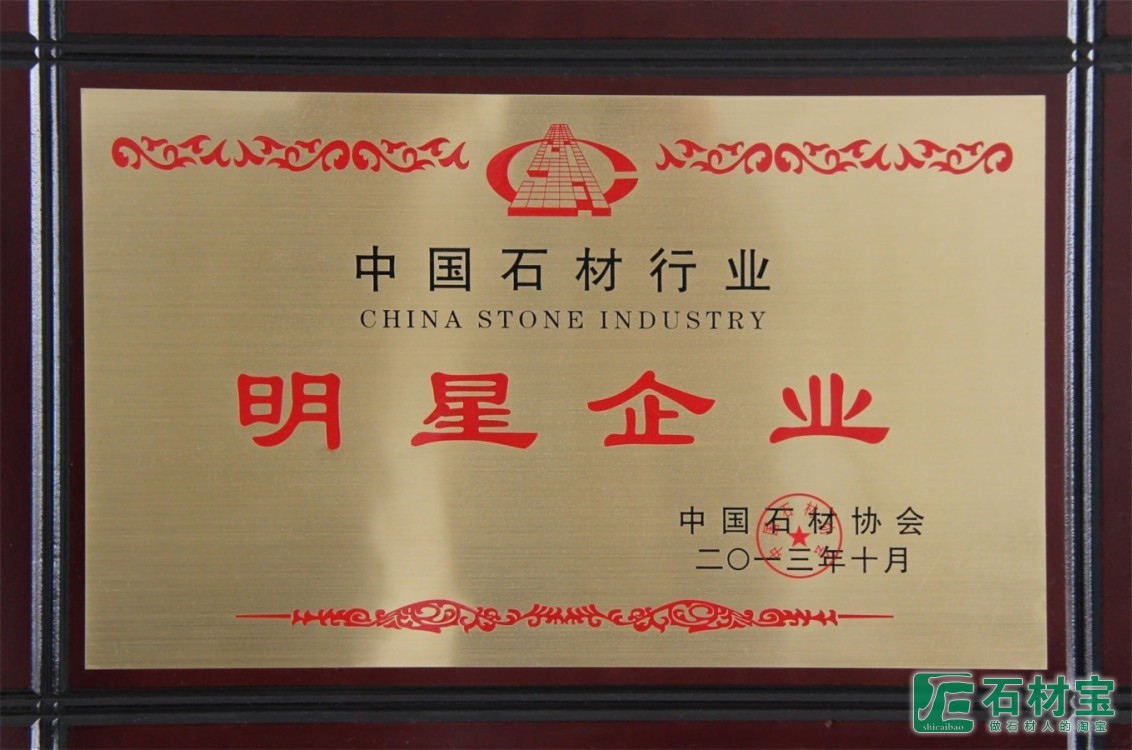 中国石材行业
CHINA STONE INDUSTRY
明星企业
中国石材协会
二〇一三年十月
石材宝
shicaibao
做石材人的淘宝